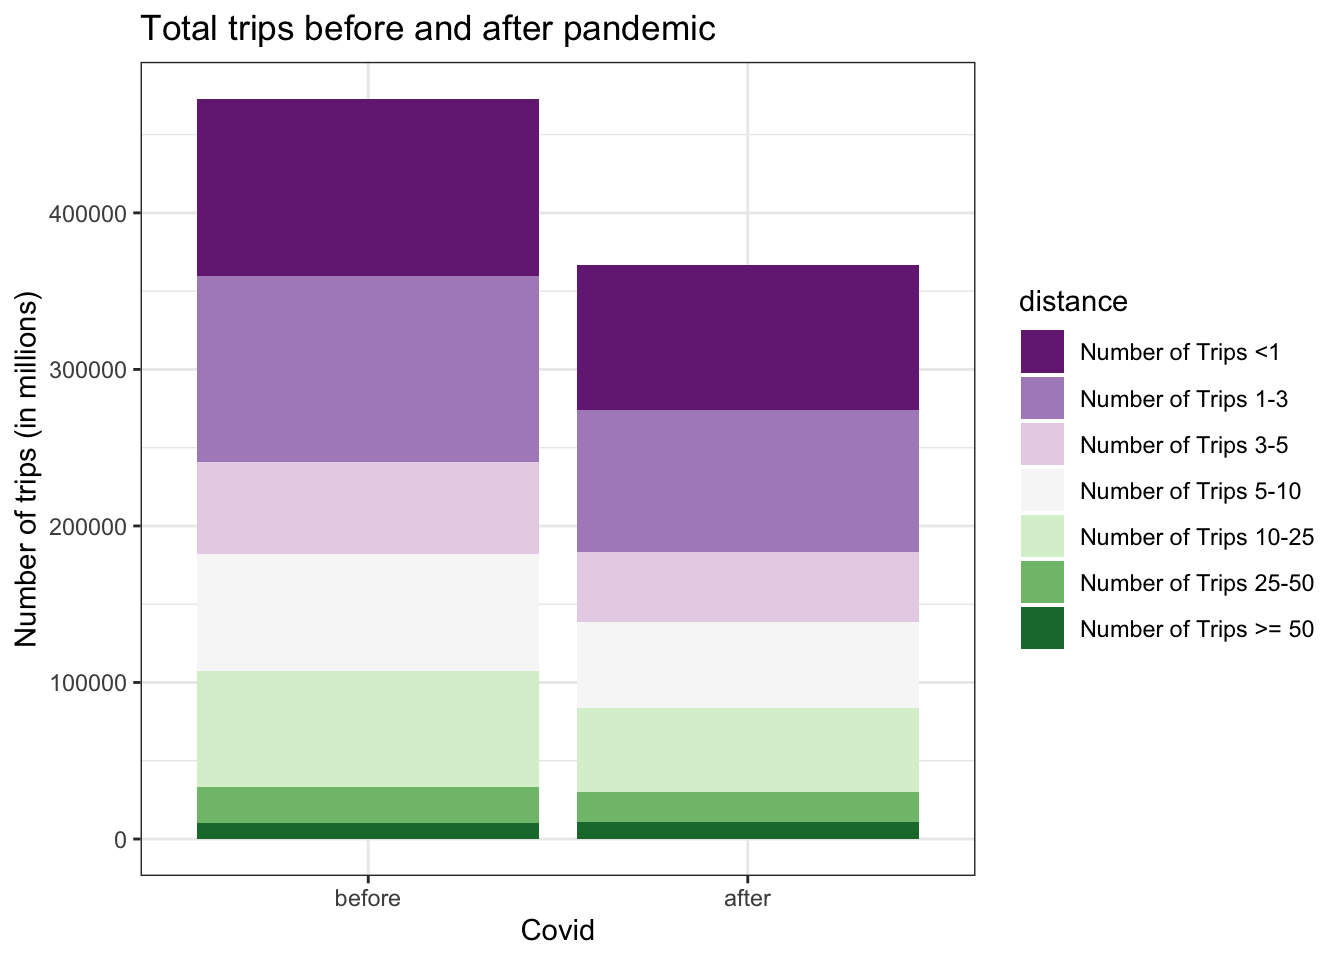 Total trips before and after pandemic
Number of trips (in millions)
400000
300000
200000
100000
0
before
after
Covid
distance
Number of Trips <1
Number of Trips 1-3
Number of Trips 3-5
Number of Trips 5-10
Number of Trips 10-25
Number of Trips 25-50
Number of Trips >= 50